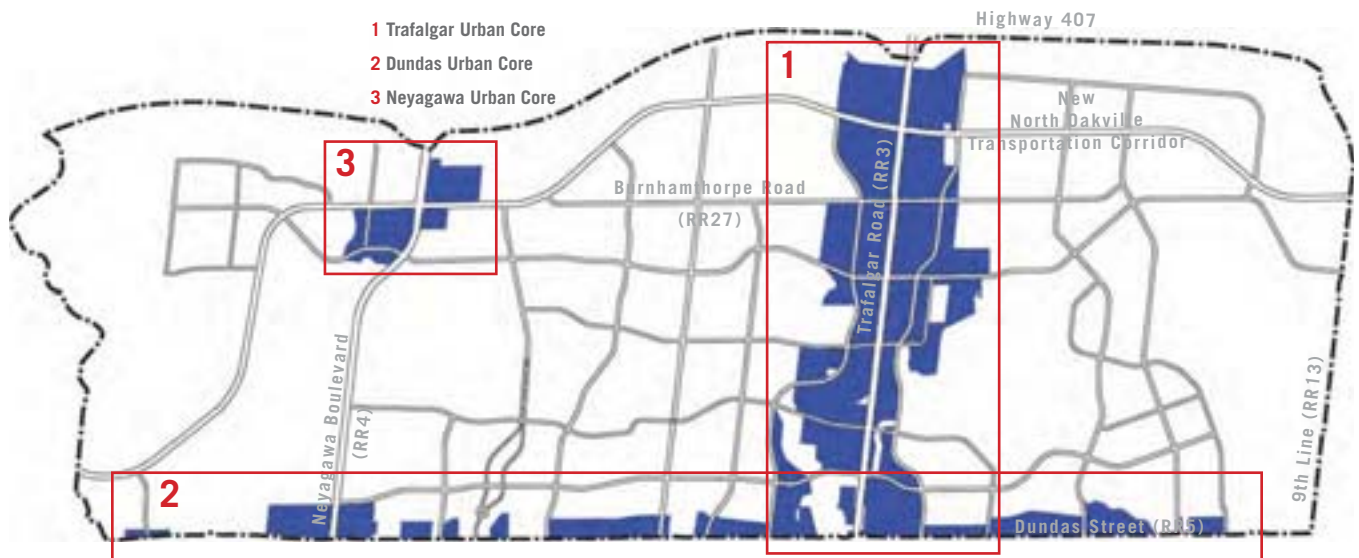 Highway 407
1 Trafalgar Urban Core
2 Dundas Urban Core
3 Neyagawa Urban Core
1
New
North Oakville
Transportation Corridor
3
Burnhamthorpe Road
(RR27)
Trafalgar Road (RR3)
Neyagawa Boulevard
(RR4)
9th Line (RR13)
2
Dundas Street (RR5)